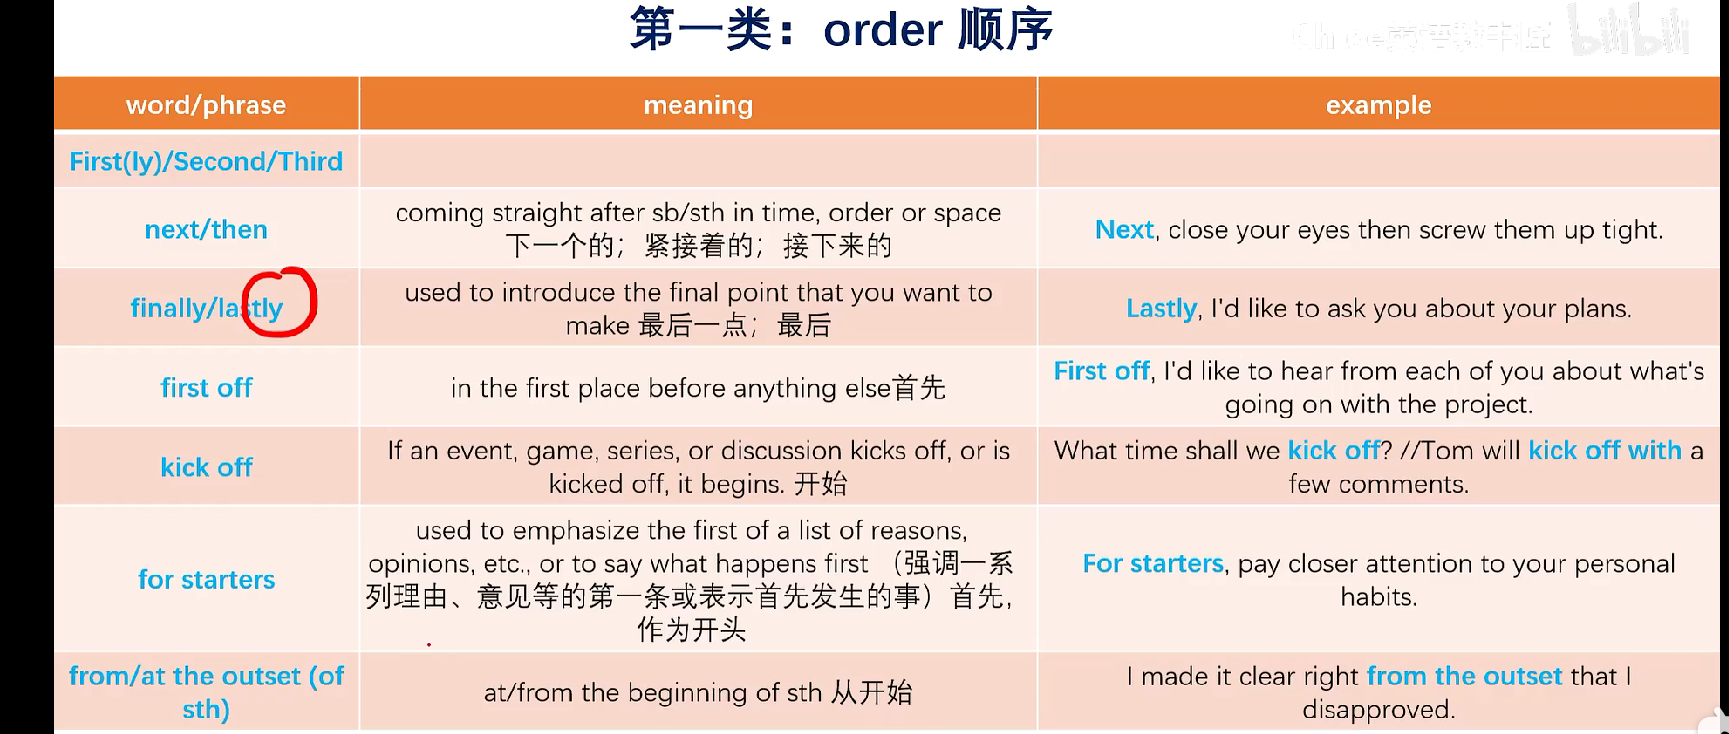 第一类：order 顺序
bilibili
word/phrase
meaning
example
First(ly)/Second/Third
next/then
coming straight after sb/sth in time, order or space
下一个的；紧接着的；接下来的
Next, close your eyes then screw them up tight.
finally/lastly
used to introduce the final point that you want to
make 最后一点；最后
Lastly, I'd like to ask you about your plans.
first off
in the first place before anything else首先
First off, I'd like to hear from each of you about what's
going on with the project.
kick off
If an event, game, series, or discussion kicks off, or is
kicked off, it begins. 开始
What time shall we kick off? //Tom will kick off with a
few comments.
for starters
used to emphasize the first of a list of reasons,
opinions, etc., or to say what happens first （强调一系
列理由、意见等的第一条或表示首先发生的事）首先，
作为开头
For starters, pay closer attention to your personal
habits.
from/at the outset (of
sth)
at/from the beginning of sth 从开始
I made it clear right from the outset that I
disapproved.